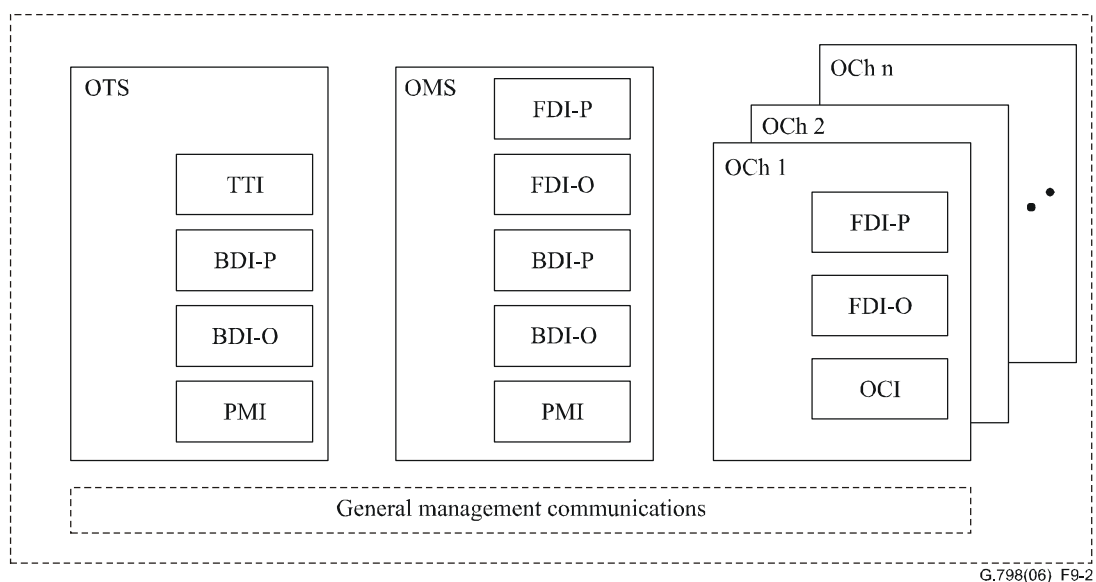 OTS
TTI
BDI-P
BDI-O
PMI
OMS
FDI-P
FDI-O
BDI-P
BDI-O
PMI
OCh n
OCh 2
OCh 1
FDI-P
FDI-O
OCI
General management communications
G.798(06)_F9-2